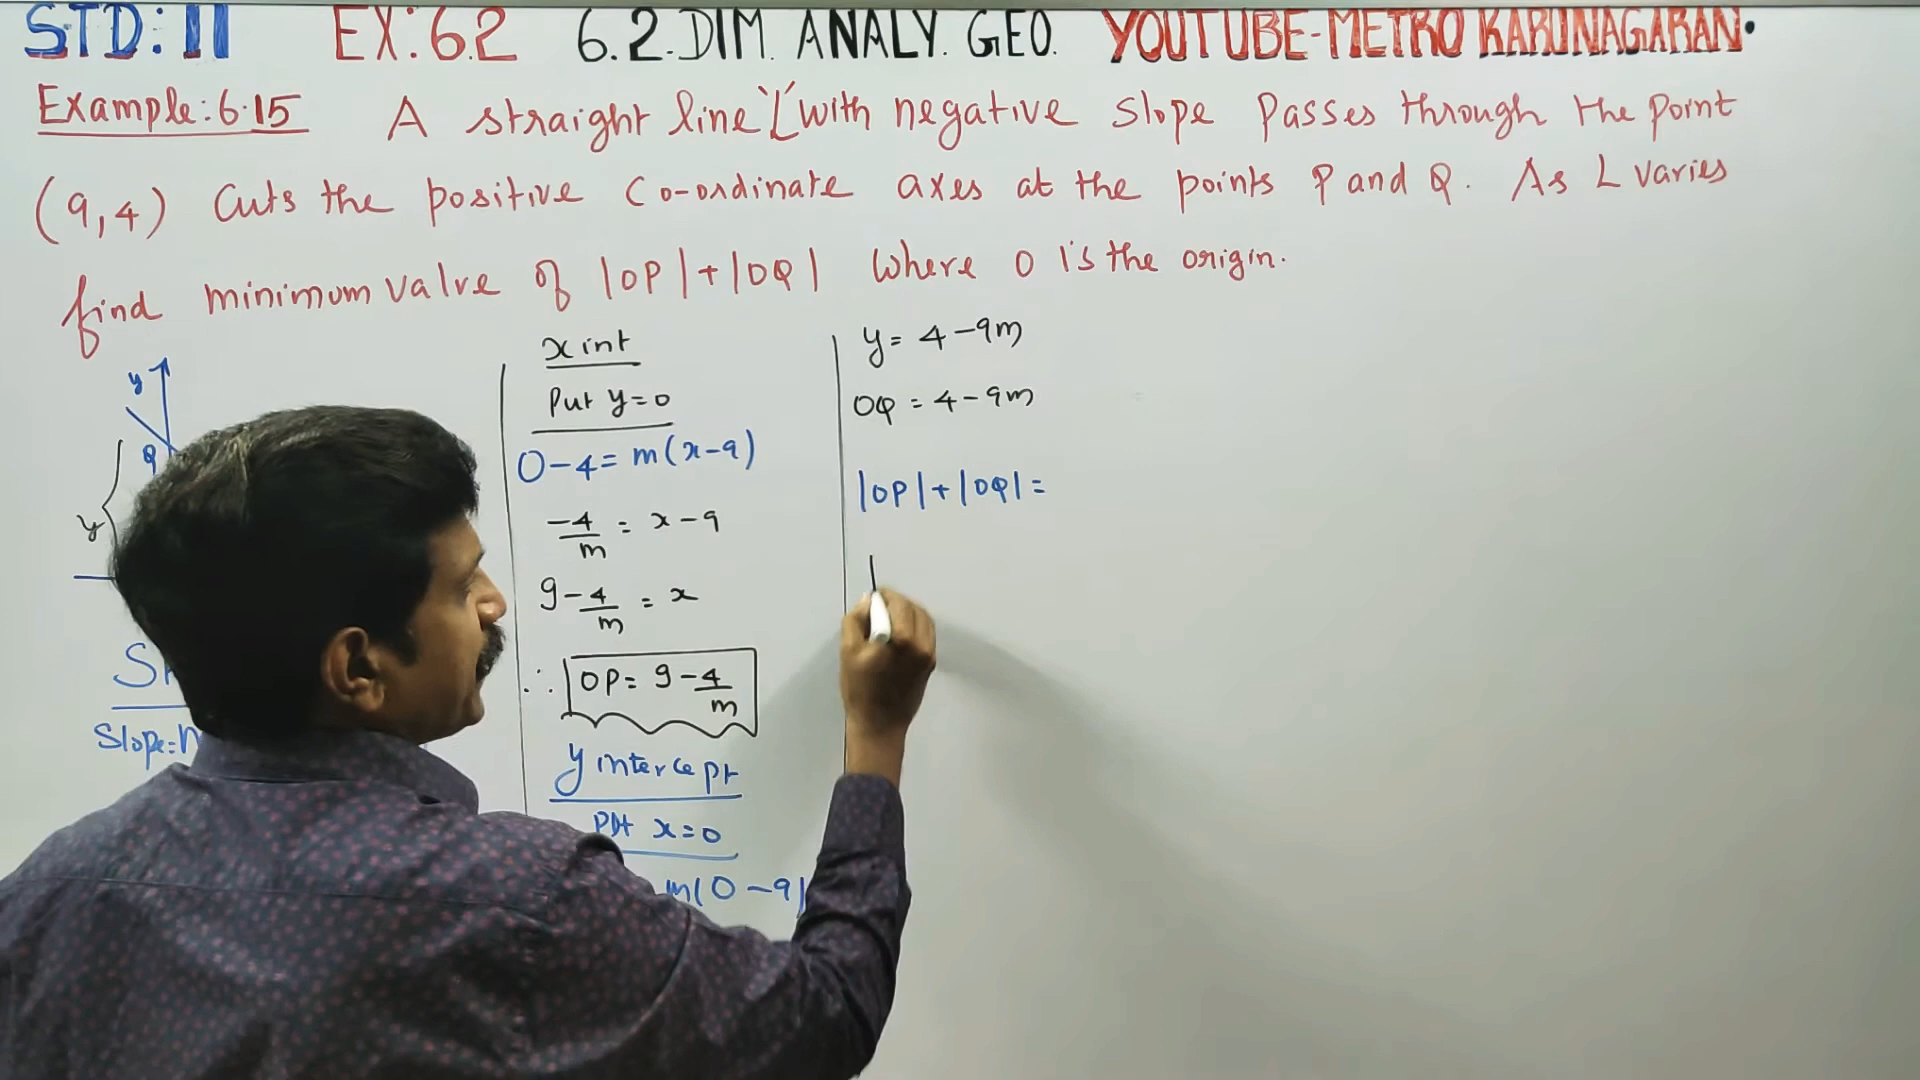 STD: 11 EX: 6.2 6.2.DIM. ANALY. GEO. YOUTUBE-METRO KARUNAGARAN.
Example: 6.15 A straight line "L" with negative slope Passes through the point
(9,4) Cuts the positive Co-ordinate axes at the points P and Q. As L varies
find minimum value of |OP|+|OQ| Where O is the origin.
y
Q
y
Slope=
x int
Put y=0
0-4= m(x-9)
-4/m = x-9
9-4/m = x
∴ OP= 9-4/m
y intercept
Put x=0
m(0-9)
y= 4-9m
OQ = 4-9m
|OP|+|OQ| =